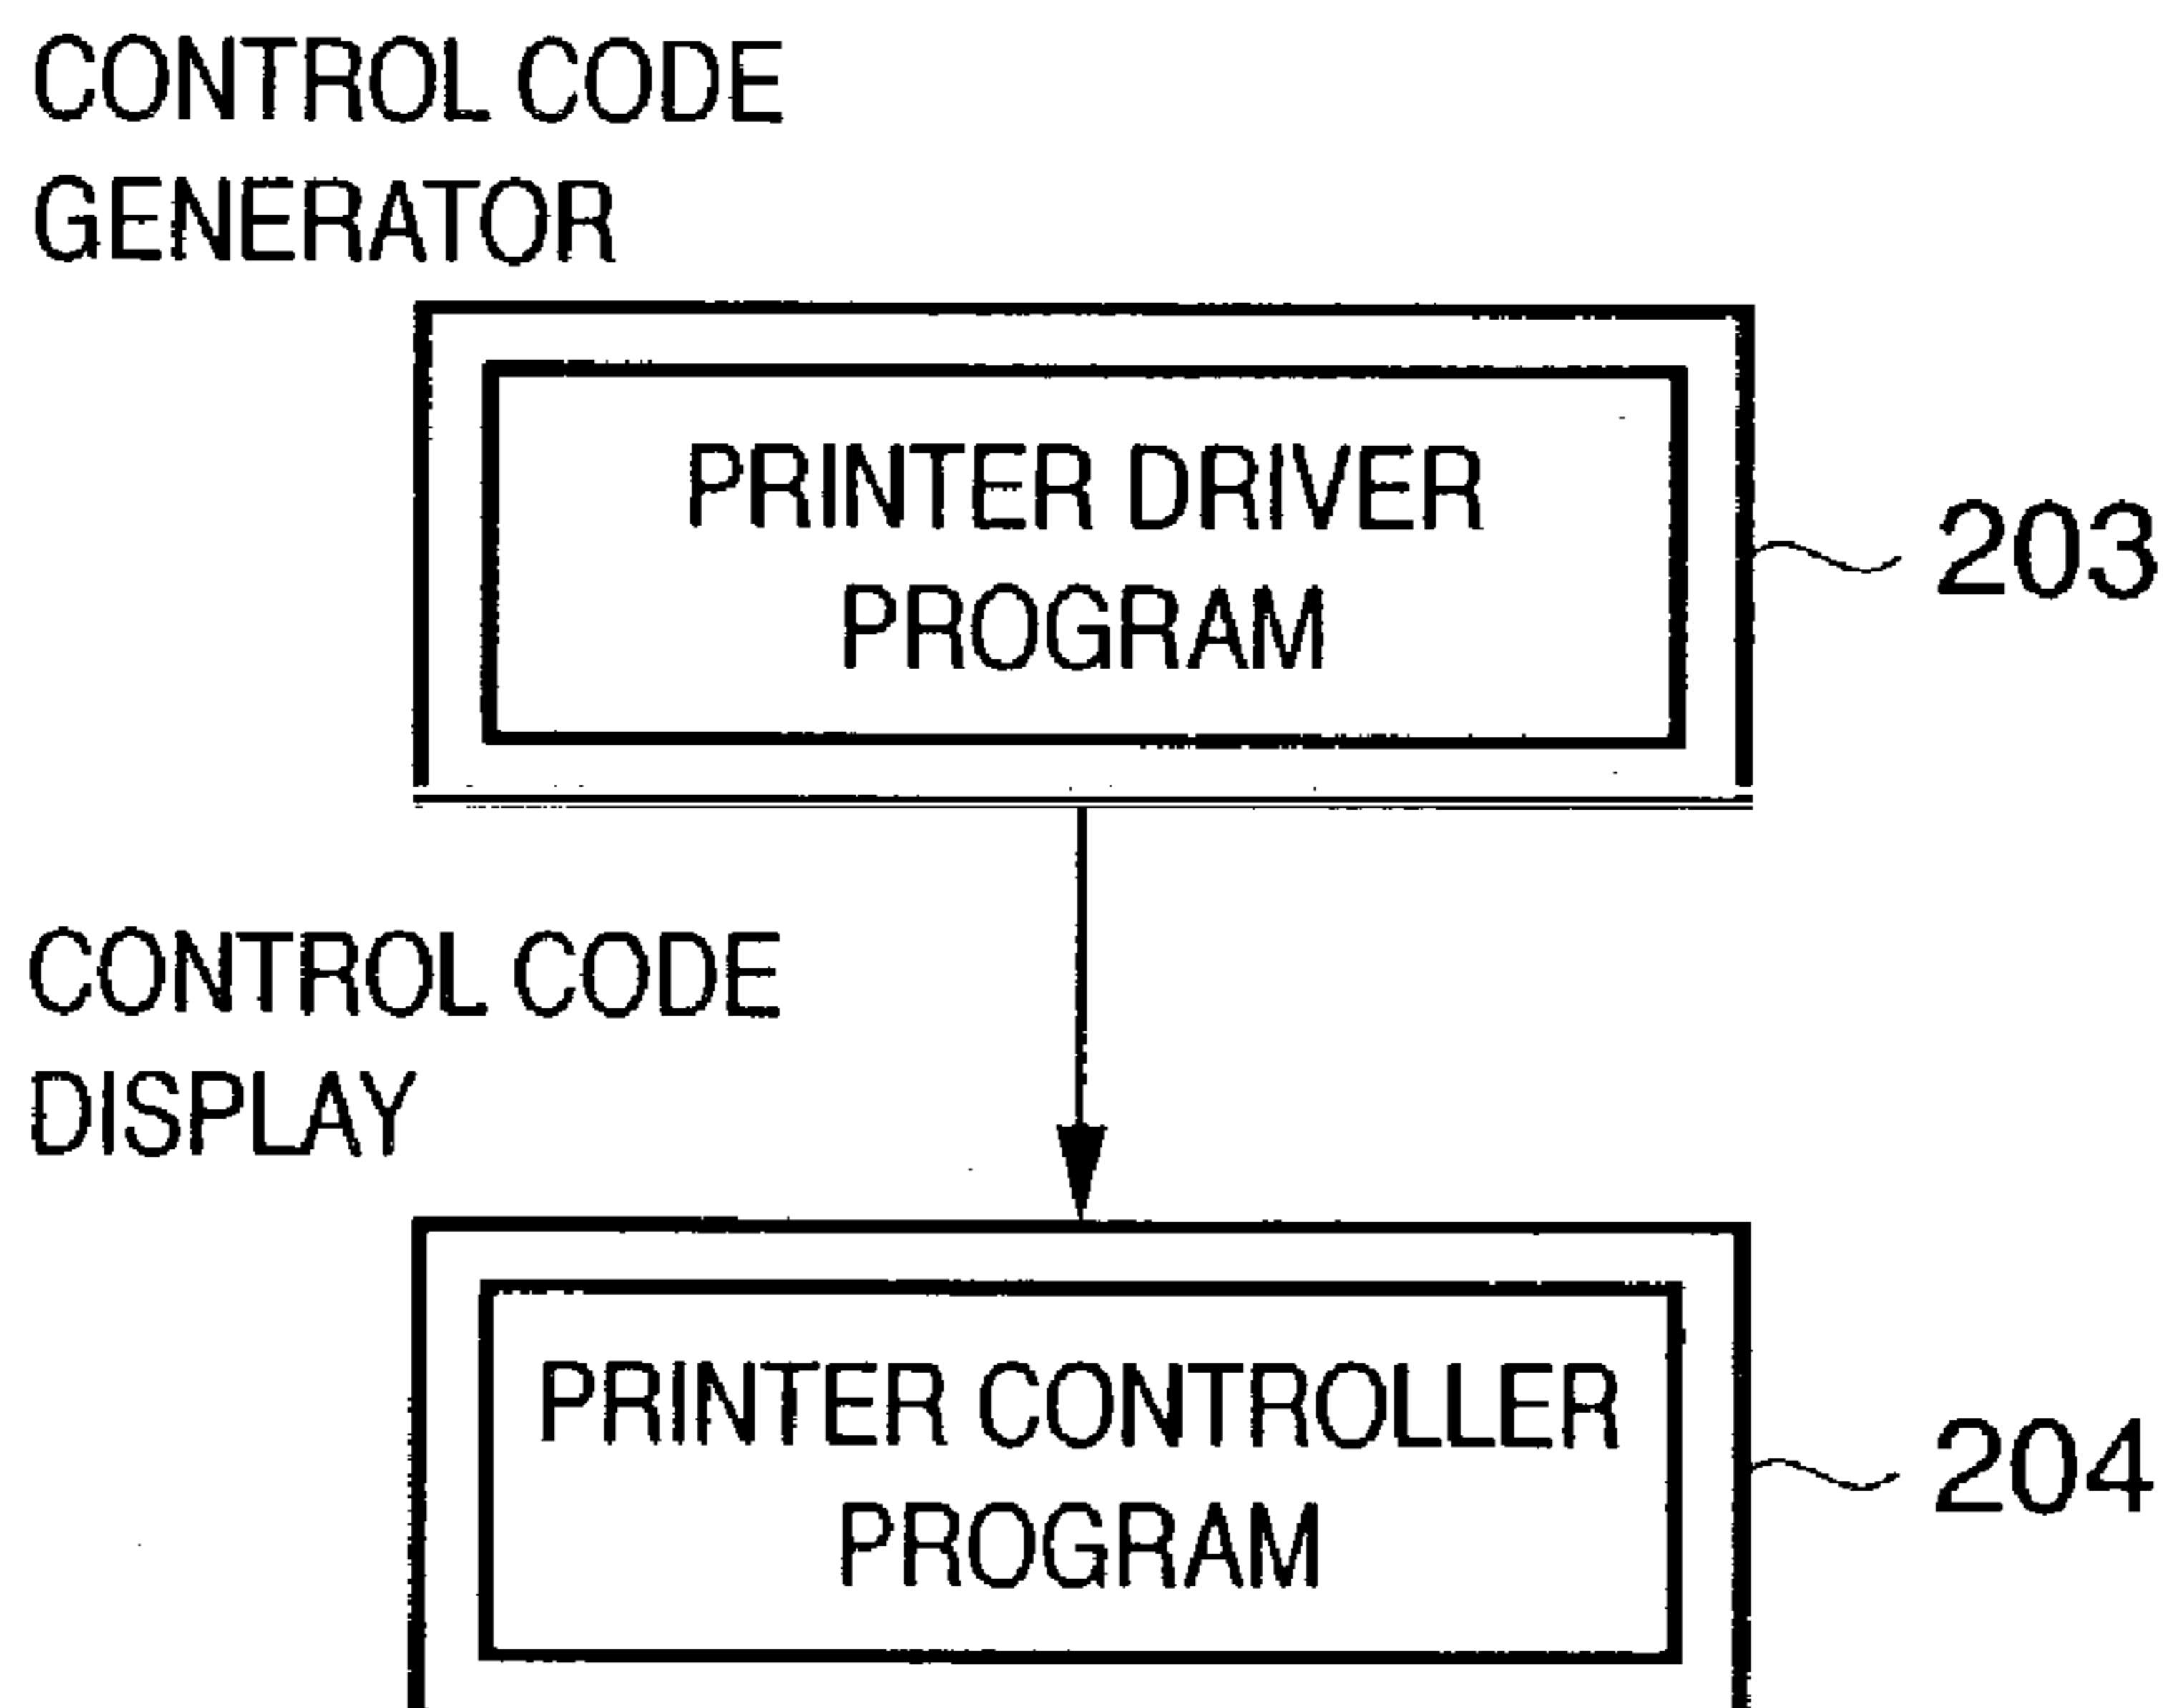 CONTROL CODE
GENERATOR
PRINTER DRIVER
PROGRAM
203
CONTROL CODE
DISPLAY
PRINTER CONTROLLER
PROGRAM
204